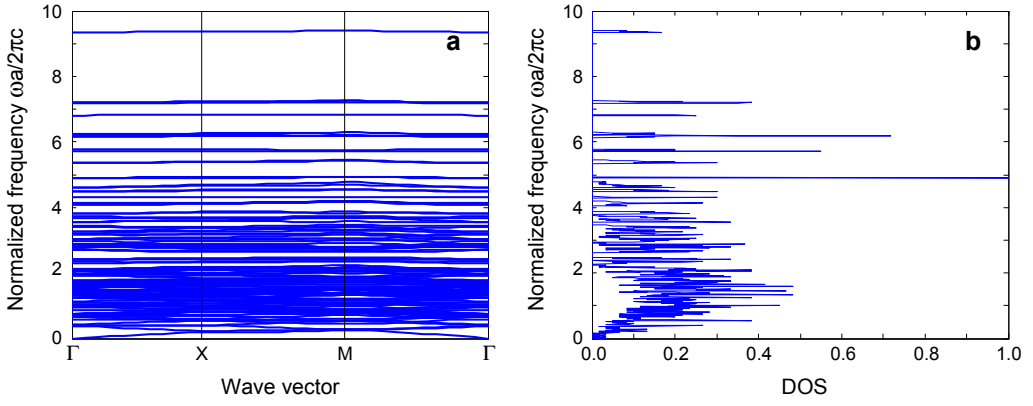 a
Normalized frequency ωa/2πc
10
8
6
4
2
0
Γ
X
M
Γ
Wave vector
b
Normalized frequency ωa/2πc
10
8
6
4
2
0
0.0
0.2
0.4
0.6
0.8
1.0
DOS